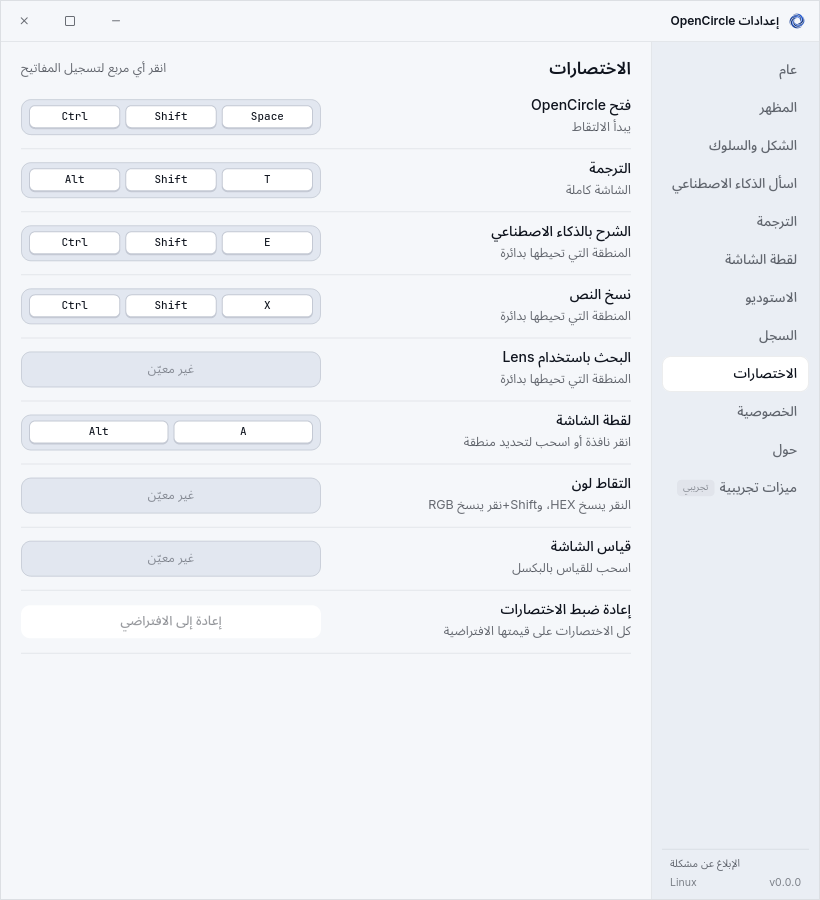 إعدادات OpenCircle
عام
المظهر
الشكل والسلوك
اسأل الذكاء الاصطناعي
الترجمة
لقطة الشاشة
الاستوديو
السجل
الاختصارات
الخصوصية
حول
ميزات تجريبية تجريبي
الإبلاغ عن مشكلة
v0.0.0 Linux
الاختصارات
انقر أي مربع لتسجيل المفاتيح
فتح OpenCircle
يبدأ الالتقاط
Ctrl Shift Space
الترجمة
الشاشة كاملة
Alt Shift T
الشرح بالذكاء الاصطناعي
المنطقة التي تحيطها بدائرة
Ctrl Shift E
نسخ النص
المنطقة التي تحيطها بدائرة
Ctrl Shift X
البحث باستخدام Lens
المنطقة التي تحيطها بدائرة
غير معيّن
لقطة الشاشة
انقر نافذة أو اسحب لتحديد منطقة
Alt A
التقاط لون
النقر ينسخ HEX، وShift+نقر ينسخ RGB
غير معيّن
قياس الشاشة
اسحب للقياس بالبكسل
غير معيّن
إعادة ضبط الاختصارات
كل الاختصارات على قيمتها الافتراضية
إعادة إلى الافتراضي